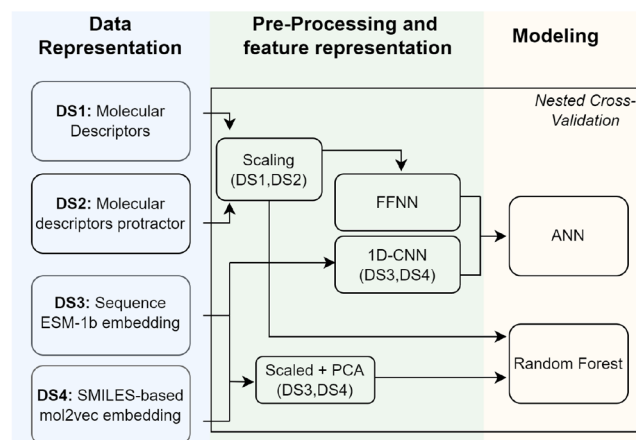 Data
Representation
Pre-Processing and
feature representation
Modeling
Nested Cross-
Validation
DS1: Molecular
Descriptors
DS2: Molecular
descriptors protractor
DS3: Sequence
ESM-1b embedding
DS4: SMILES-based
mol2vec embedding
Scaling
(DS1,DS2)
FFNN
1D-CNN
(DS3,DS4)
Scaled + PCA
(DS3,DS4)
ANN
Random Forest